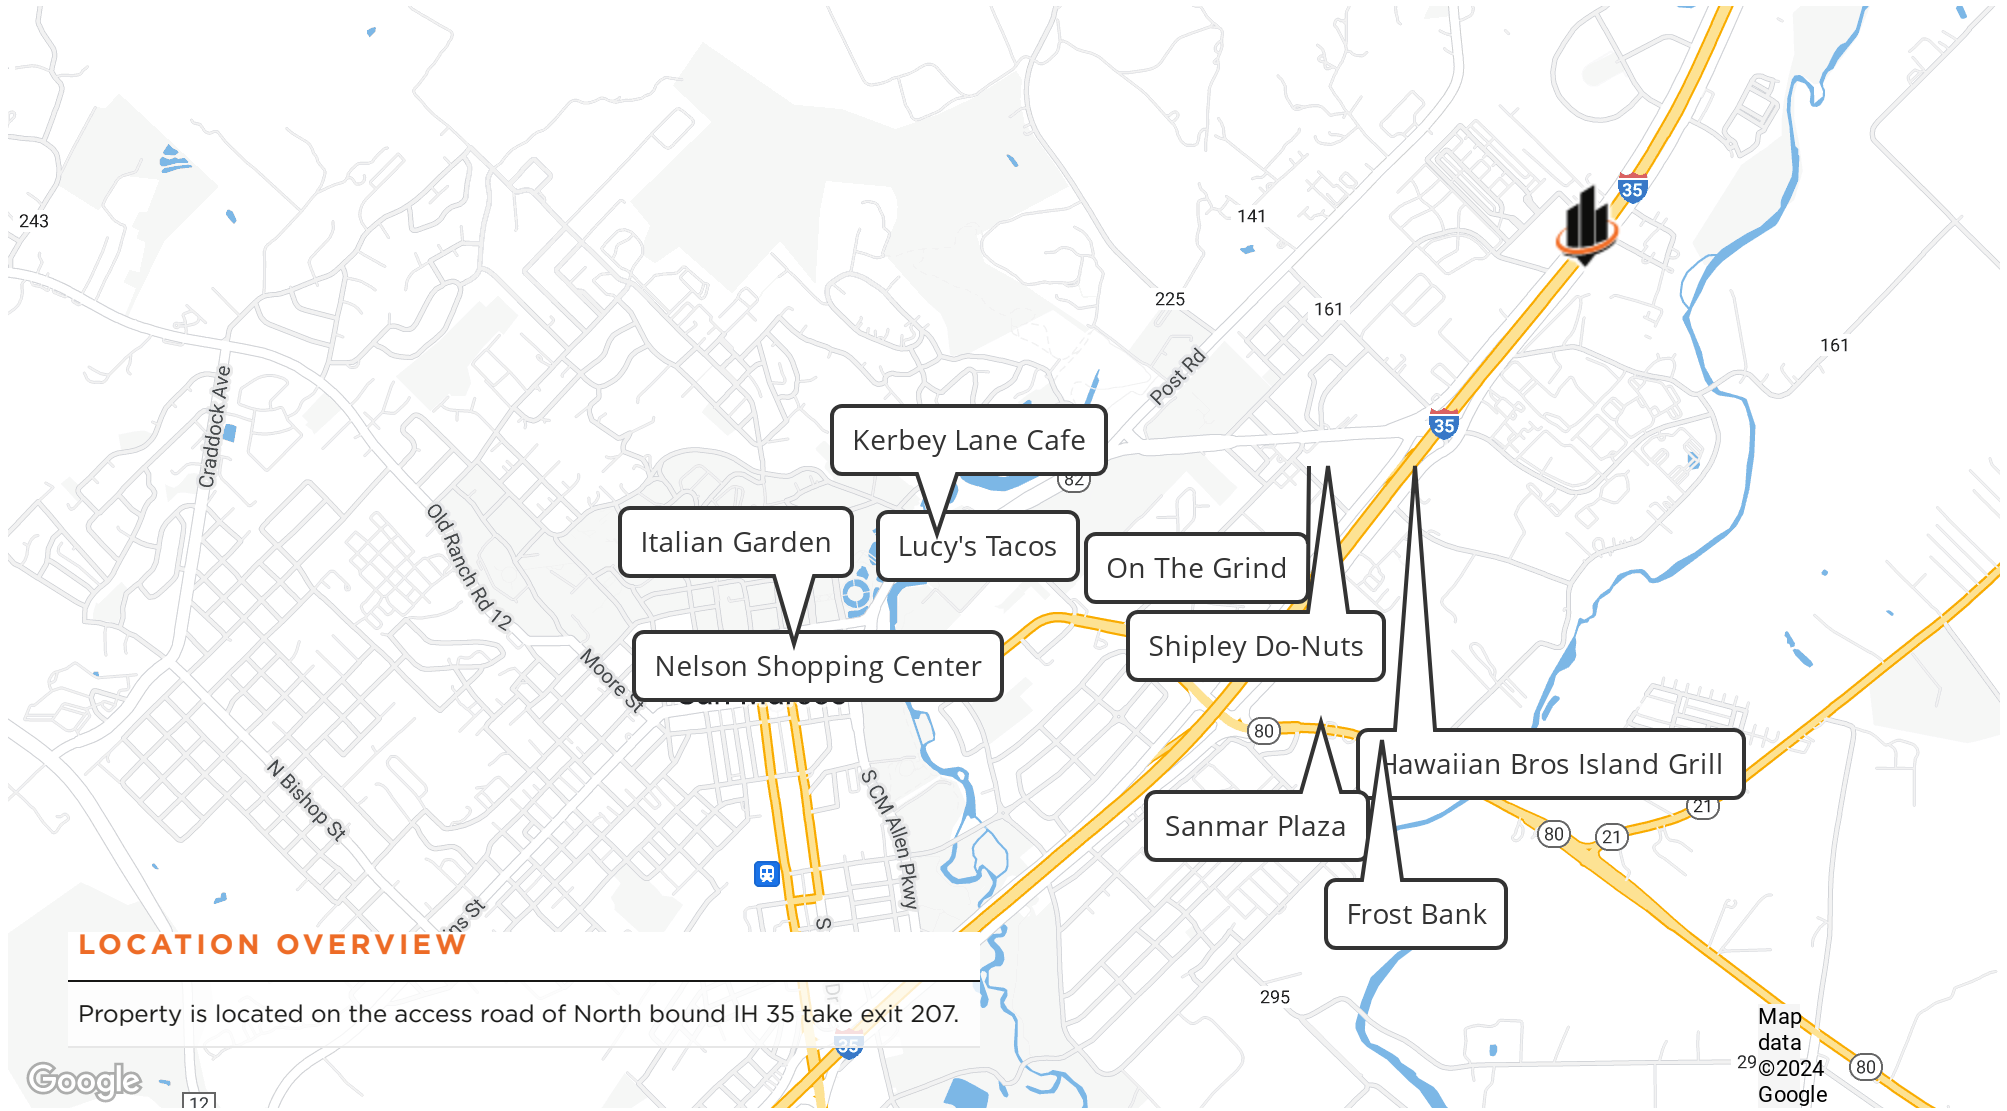 35
243
141
225
161
161
Post Rd
Craddock Ave
35
Kerbey Lane Cafe
82
Old Ranch Rd 12
Italian Garden
Lucy's Tacos
On The Grind
Shipley Do-Nuts
Nelson Shopping Center
Moore St
80
Hawaiian Bros Island Grill
N Bishop St
S CM Allen Pkwy
21
80
21
Sanmar Plaza
Frost Bank
S
LOCATION OVERVIEW
295
Property is located on the access road of North bound IH 35 take exit 207.
Dr
35
Map
data
29
©2024
80
Google
Google
12